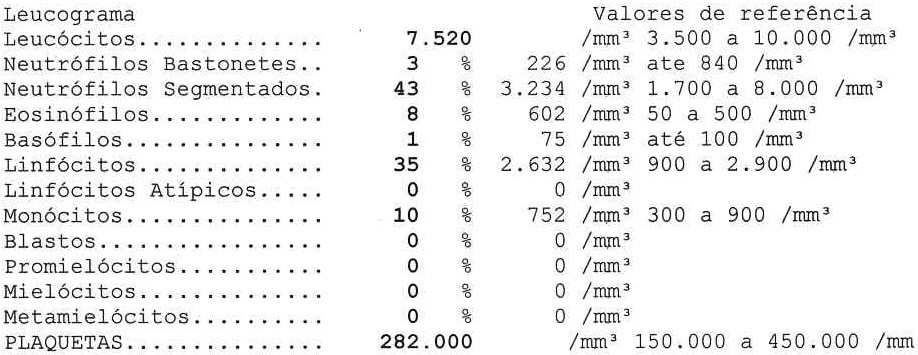 Leucograma Valores de referência
Leucócitos.............. 7.520 /mm³ 3.500 a 10.000 /mm³
Neutrófilos Bastonetes.. 3 % 226 /mm³ ate 840 /mm³
Neutrófilos Segmentados. 43 % 3.234 /mm³ 1.700 a 8.000 /mm³
Eosinófilos............. 8 % 602 /mm³ 50 a 500 /mm³
Basófilos............... 1 % 75 /mm³ até 100 /mm³
Linfócitos.............. 35 % 2.632 /mm³ 900 a 2.900 /mm³
Linfócitos Atípicos..... 0 % 0 /mm³
Monócitos............... 10 % 752 /mm³ 300 a 900 /mm³
Blastos................. 0 % 0 /mm³
Promielócitos........... 0 % 0 /mm³
Mielócitos.............. 0 % 0 /mm³
Metamielócitos.......... 0 % 0 /mm³
PLAQUETAS............... 282.000 /mm³ 150.000 a 450.000 /mm